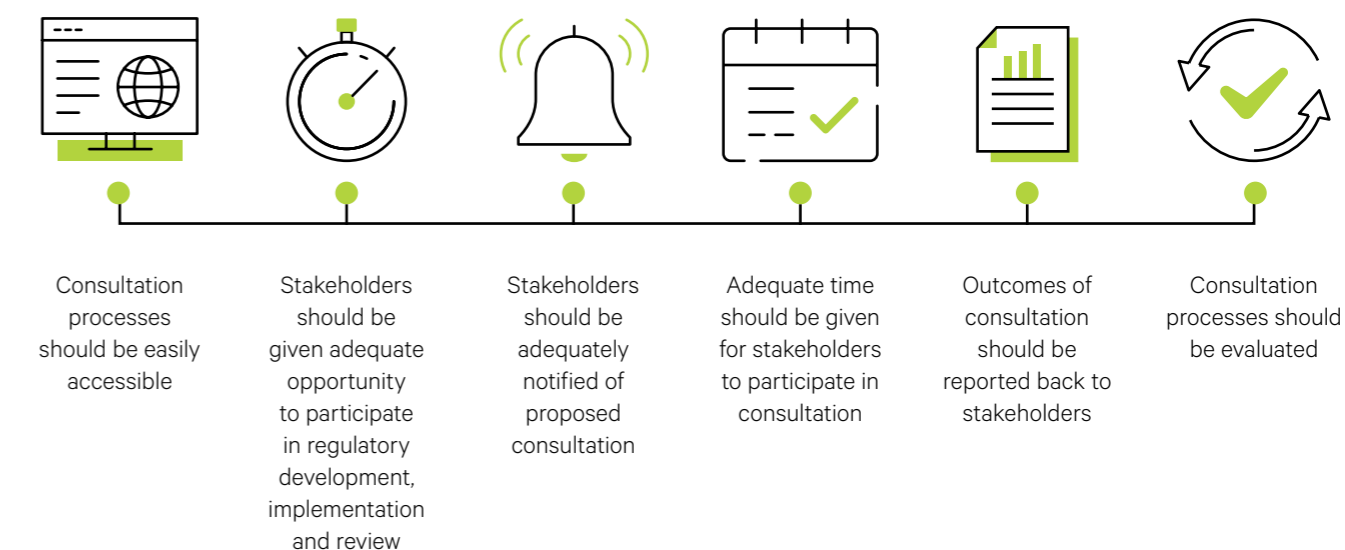 Consultation
processes
should be easily
accessible
Stakeholders
should be
given adequate
opportunity
to participate
in regulatory
development,
implementation
and review
Stakeholders
should be
adequately
notified of
proposed
consultation
Adequate time
should be given
for stakeholders
to participate in
consultation
Outcomes of
consultation
should be
reported back to
stakeholders
Consultation
processes should
be evaluated